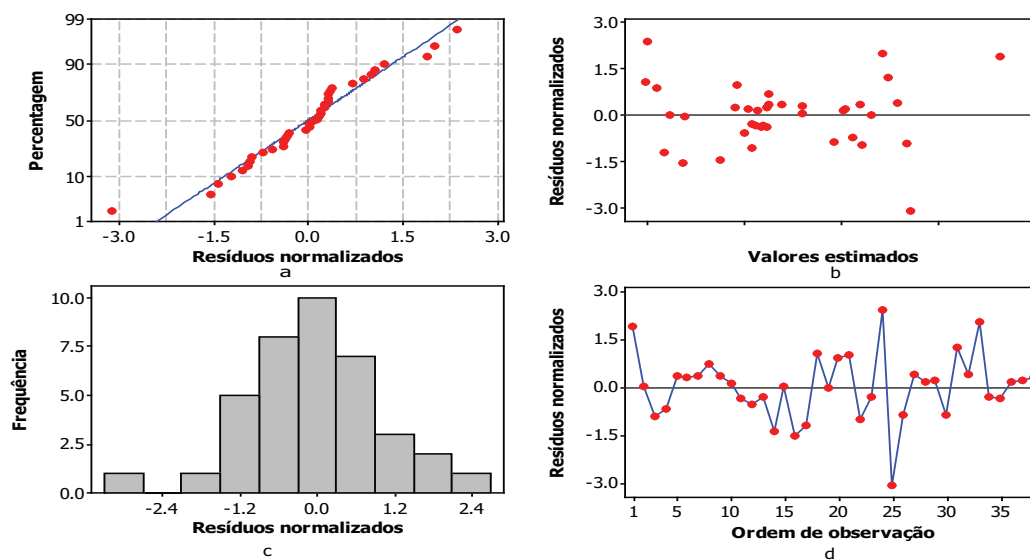 99
90
50
10
1
Percentagem
-3.0 -1.5 0.0 1.5 3.0
Resíduos normalizados
a
3.0
1.5
0.0
-1.5
-3.0
Resíduos normalizados
Valores estimados
b
10.0
7.5
5.0
2.5
0.0
Frequência
-2.4 -1.2 0.0 1.2 2.4
Resíduos normalizados
c
3.0
1.5
0.0
-1.5
-3.0
Resíduos normalizados
1 5 10 15 20 25 30 35
Ordem de observação
d